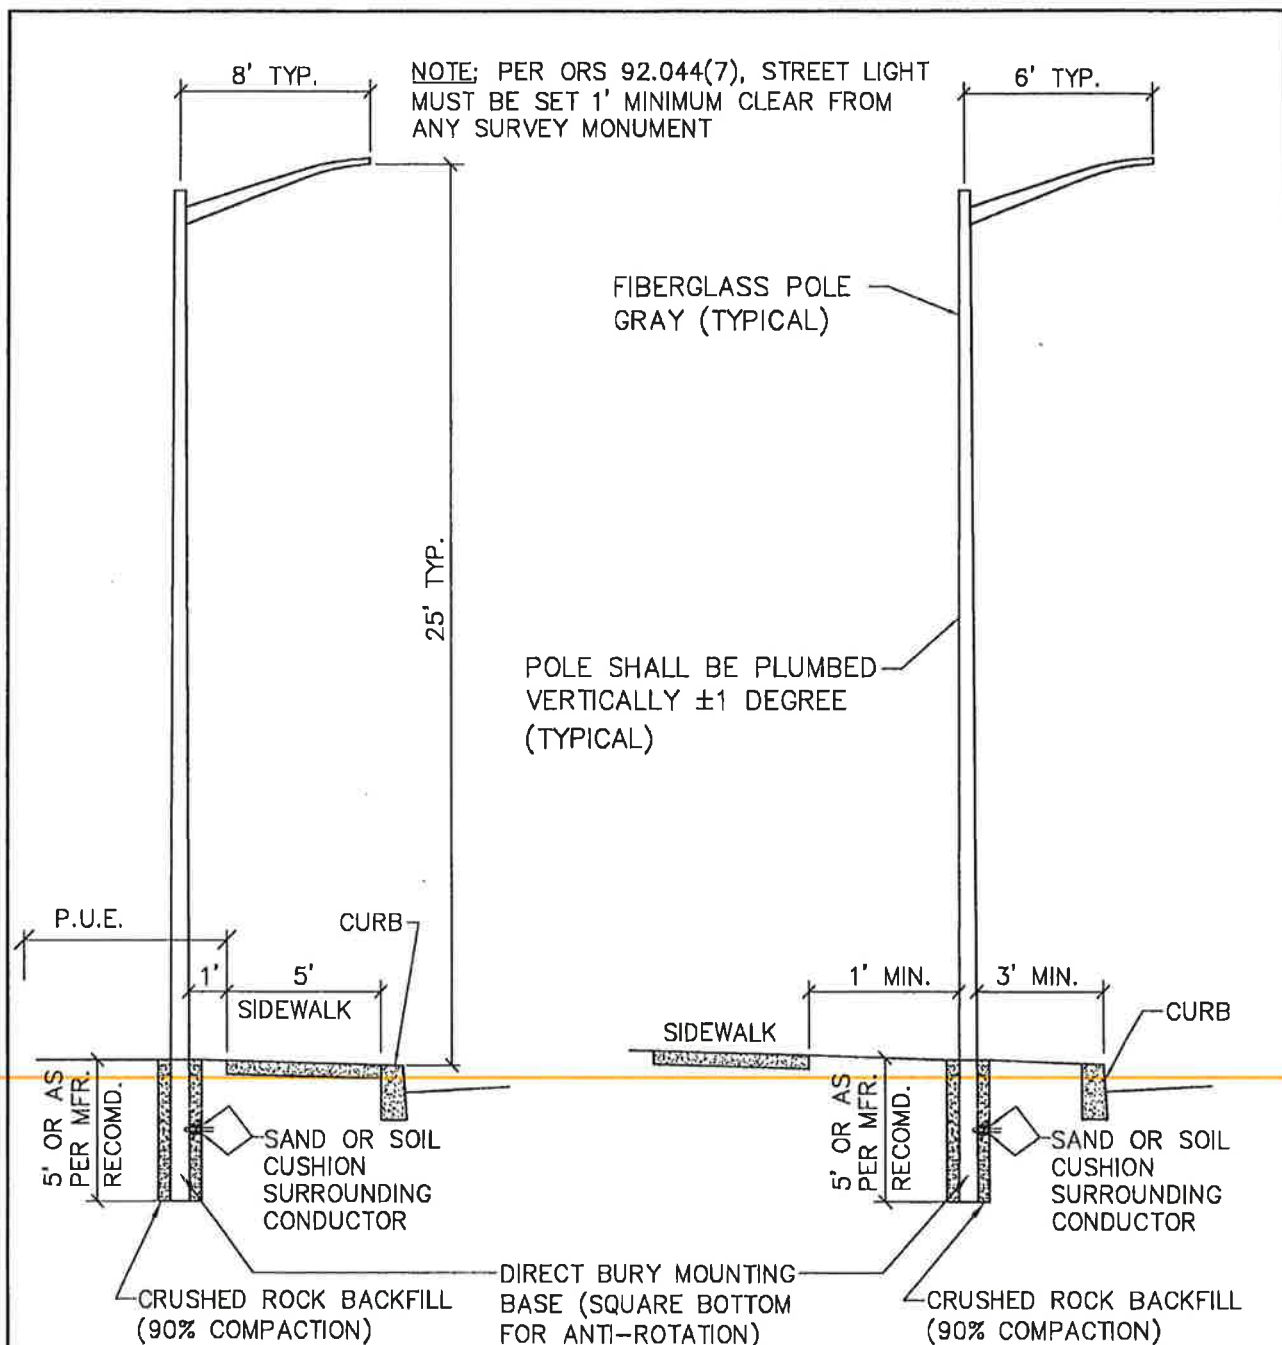 8' TYP.
NOTE: PER ORS 92.044(7), STREET LIGHT
MUST BE SET 1' MINIMUM CLEAR FROM
ANY SURVEY MONUMENT
6' TYP.
FIBERGLASS POLE
GRAY (TYPICAL)
25' TYP.
POLE SHALL BE PLUMBED
VERTICALLY ±1 DEGREE
(TYPICAL)
P.U.E.
CURB
1'
5'
SIDEWALK
1' MIN.
3' MIN.
SIDEWALK
CURB
5' OR AS
PER MFR.
RECOMD.
SAND OR SOIL
CUSHION
SURROUNDING
CONDUCTOR
5' OR AS
PER MFR.
RECOMD.
SAND OR SOIL
CUSHION
SURROUNDING
CONDUCTOR
CRUSHED ROCK BACKFILL
(90% COMPACTION)
DIRECT BURY MOUNTING
BASE (SQUARE BOTTOM
FOR ANTI-ROTATION)
CRUSHED ROCK BACKFILL
(90% COMPACTION)